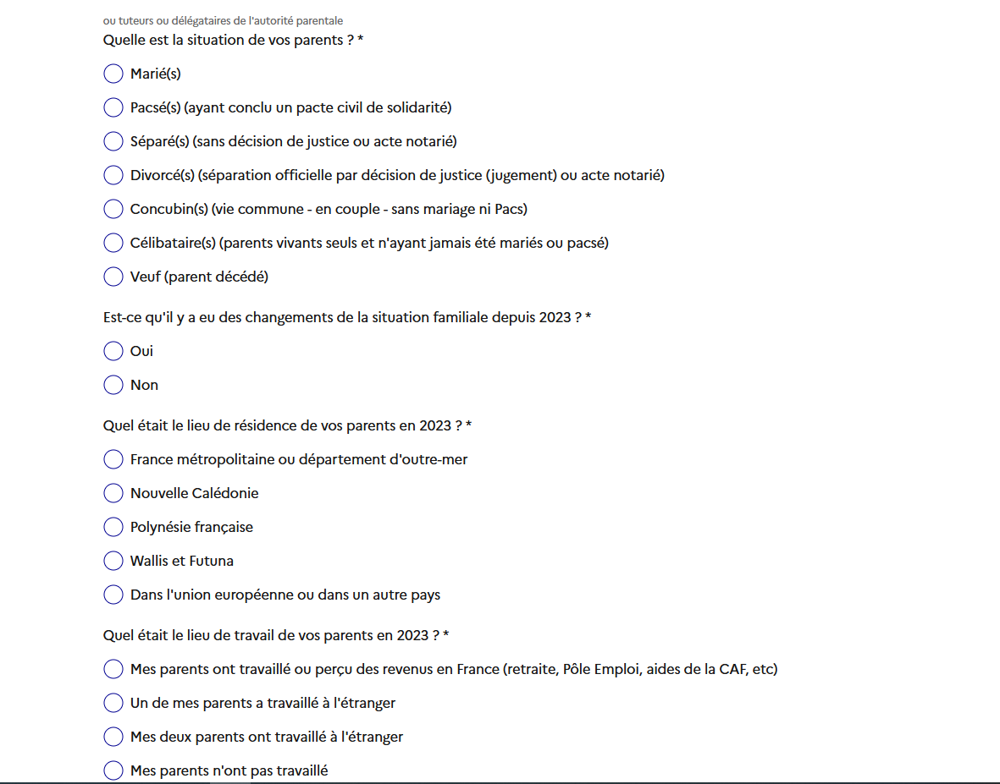 ou tuteurs ou délégataires de l'autorité parentale
Quelle est la situation de vos parents ? *
Marié(s)
Pacsé(s) (ayant conclu un pacte civil de solidarité)
Séparé(s) (sans décision de justice ou acte notarié)
Divorcé(s) (séparation officielle par décision de justice (jugement) ou acte notarié)
Concubin(s) (vie commune - en couple - sans mariage ni Pacs)
Célibataire(s) (parents vivants seuls et n'ayant jamais été mariés ou pacsé)
Veuf (parent décédé)
Est-ce qu'il y a eu des changements de la situation familiale depuis 2023 ? *
Oui
Non
Quel était le lieu de résidence de vos parents en 2023 ? *
France métropolitaine ou département d'outre-mer
Nouvelle Calédonie
Polynésie française
Wallis et Futuna
Dans l'union européenne ou dans un autre pays
Quel était le lieu de travail de vos parents en 2023 ? *
Mes parents ont travaillé ou perçu des revenus en France (retraite, Pôle Emploi, aides de la CAF, etc)
Un de mes parents a travaillé à l'étranger
Mes deux parents ont travaillé à l'étranger
Mes parents n'ont pas travaillé